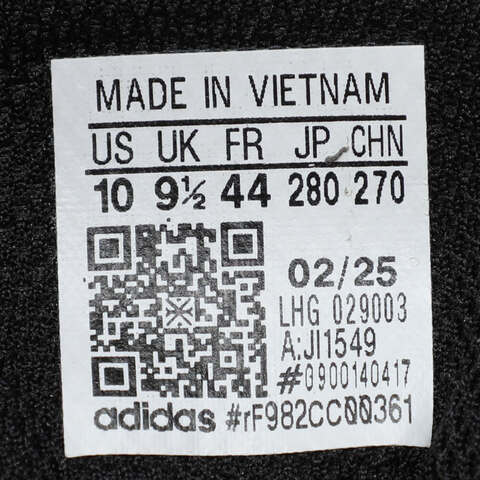 MADE IN VIETNAM
US UK FR JP CHN
10 9½ 44 280 270
02/25
LHG 029003
A:JI1549
#0900140417
adidas #rF982CC00361